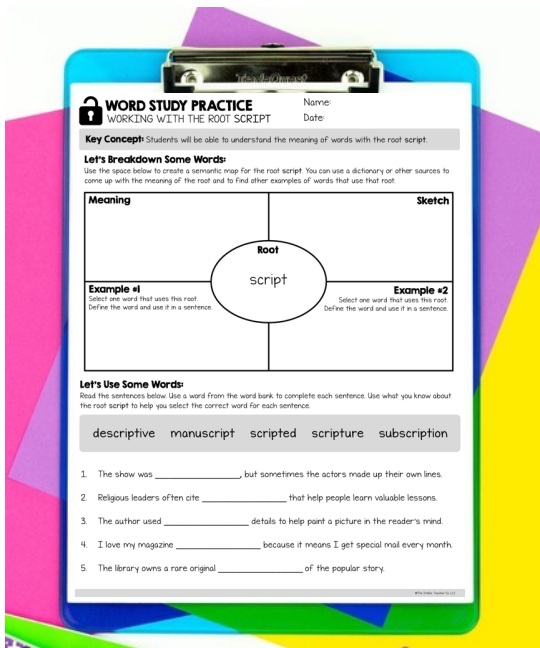 WORD STUDY PRACTICE
WORKING WITH THE ROOT SCRIPT
Name:
Date:
Key Concept: Students will be able to understand the meaning of words with the root script.
Let's Breakdown Some Words:
Use the space below to create a semantic map for the root script. You can use a dictionary or other sources to
come up with the meaning of the root and to find other examples of words that use that root.
Meaning
Sketch
Root
script
Example #1
Select one word that uses this root.
Define the word and use it in a sentence.
Example #2
Select one word that uses this root.
Define the word and use it in a sentence.
Let's Use Some Words:
Read the sentences below. Use a word from the word bank to complete each sentence. Use what you know about
the root script to help you select the correct word for each sentence.
descriptive manuscript scripted scripture subscription
1. The show was ________________, but sometimes the actors made up their own lines.
2. Religious leaders often cite ________________ that help people learn valuable lessons.
3. The author used ________________ details to help paint a picture in the reader's mind.
4. I love my magazine ________________ because it means I get special mail every month.
5. The library owns a rare original ________________ of the popular story.